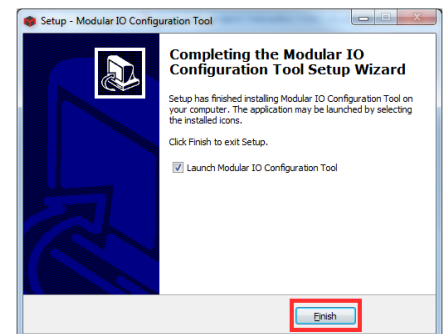 Setup - Modular IO Configuration Tool
Completing the Modular IO
Configuration Tool Setup Wizard
Setup has finished installing Modular IO Configuration Tool on
your computer. The application may be launched by selecting
the installed icons.
Click Finish to exit Setup.
Launch Modular IO Configuration Tool
Finish